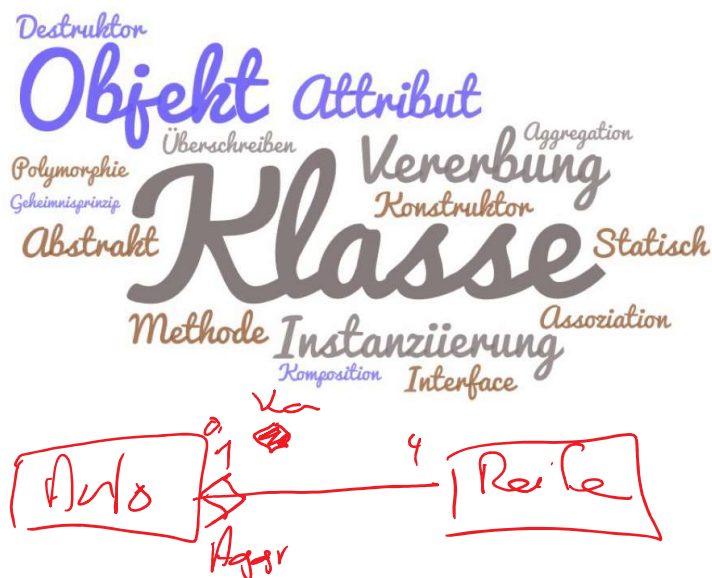 Destruktor
Objekt Attribut
Überschreiben Aggregation
Polymorphie Vererbung
Geheimnisprinzip Konstruktor
Abstrakt Klasse Statisch
Methode Instanziierung Assoziation
Komposition Interface
0,
1 4
Auto
Aggr